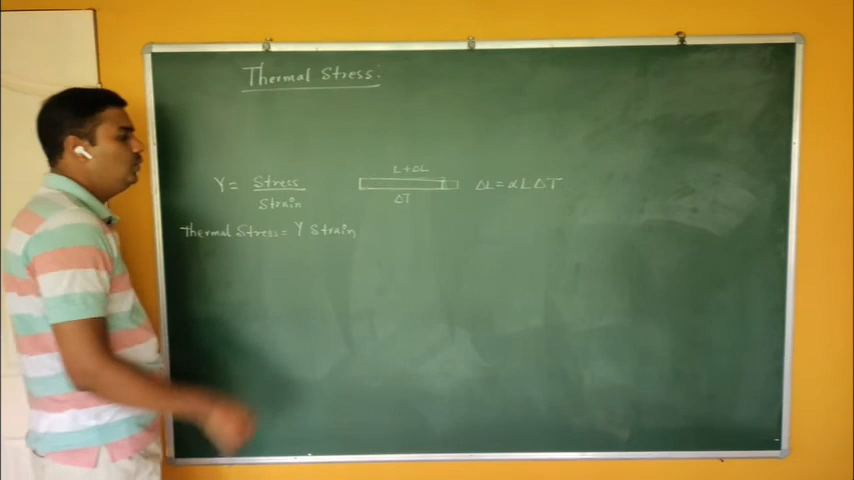 Thermal Stress:
L+ΔL
Y = Stress / Strain
ΔL = αLΔT
ΔT
Thermal Stress = Y Strain